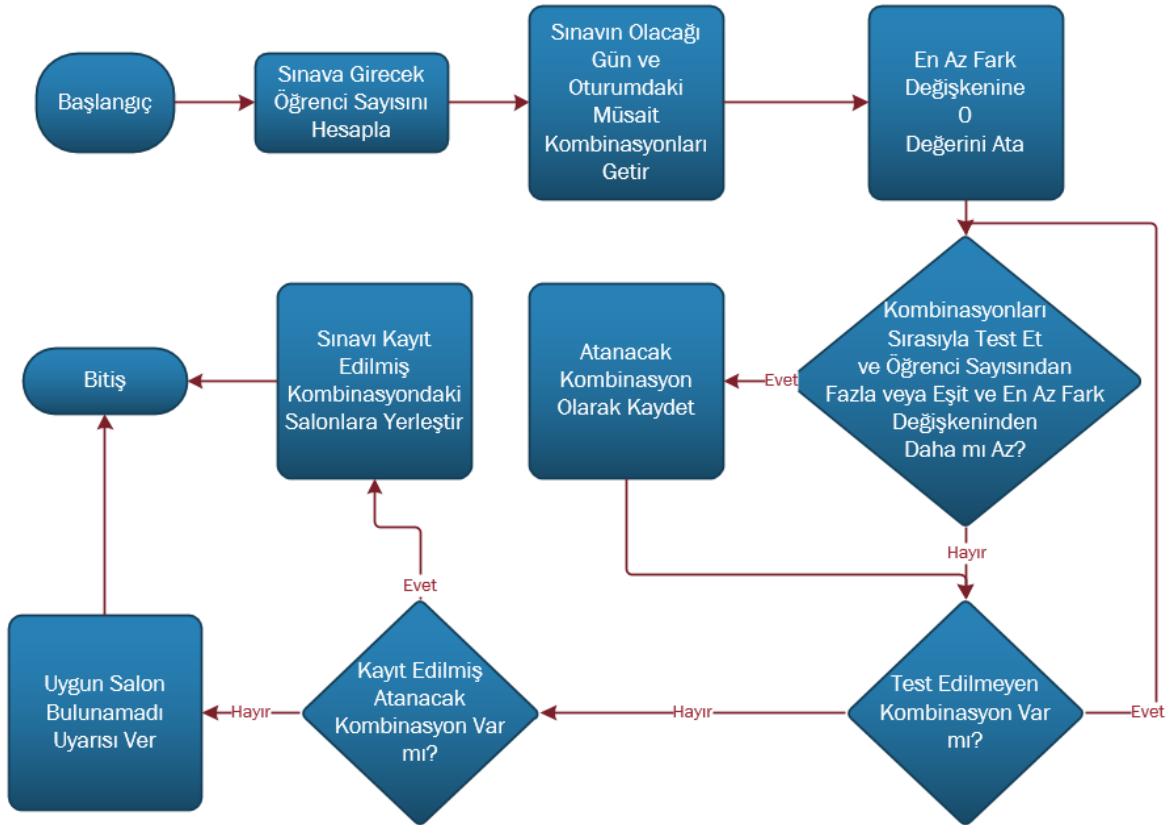 Başlangıç
Sınava Girecek
Öğrenci Sayısını
Hesapla
Sınavın Olacağı
Gün ve
Oturumdaki
Müsait
Kombinasyonları
Getir
En Az Fark
Değişkenine
0
Değerini Ata
Kombinasyonları
Sırasıyla Test Et
ve Öğrenci Sayısından
Fazla veya Eşit ve En Az Fark
Değişkeninden
Daha mı Az?
Evet
Atanacak
Kombinasyon
Olarak Kaydet
Hayır
Test Edilmeyen
Kombinasyon Var
mı?
Evet
Hayır
Kayıt Edilmiş
Atanacak
Kombinasyon Var
mı?
Evet
Sınavı Kayıt
Edilmiş
Kombinasyondaki
Salonlara Yerleştir
Hayır
Uygun Salon
Bulunamadı
Uyarısı Ver
Bitiş